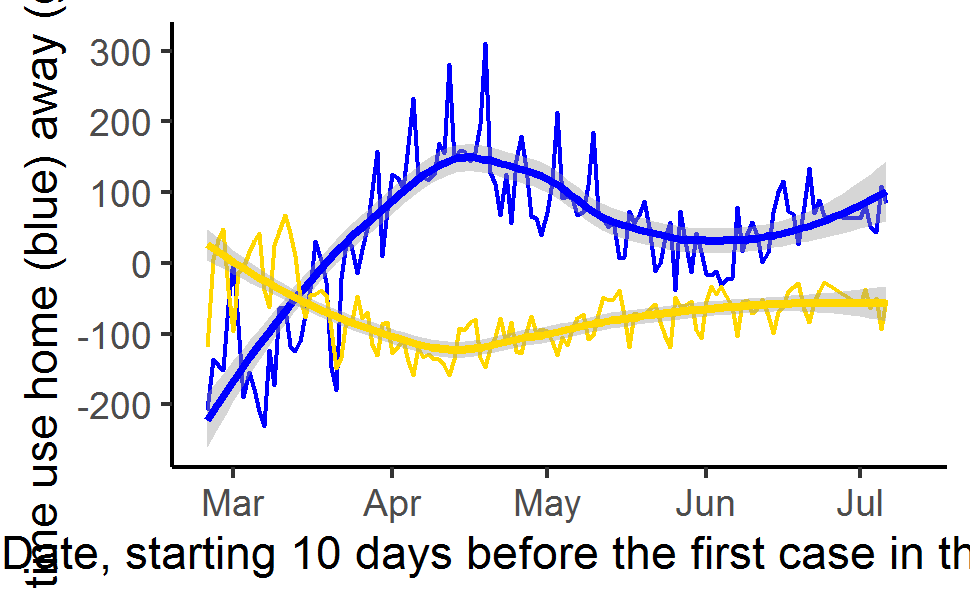 time use home (blue) away (
300
200
100
0
-100
-200
Mar Apr May Jun Jul
Date, starting 10 days before the first case in th